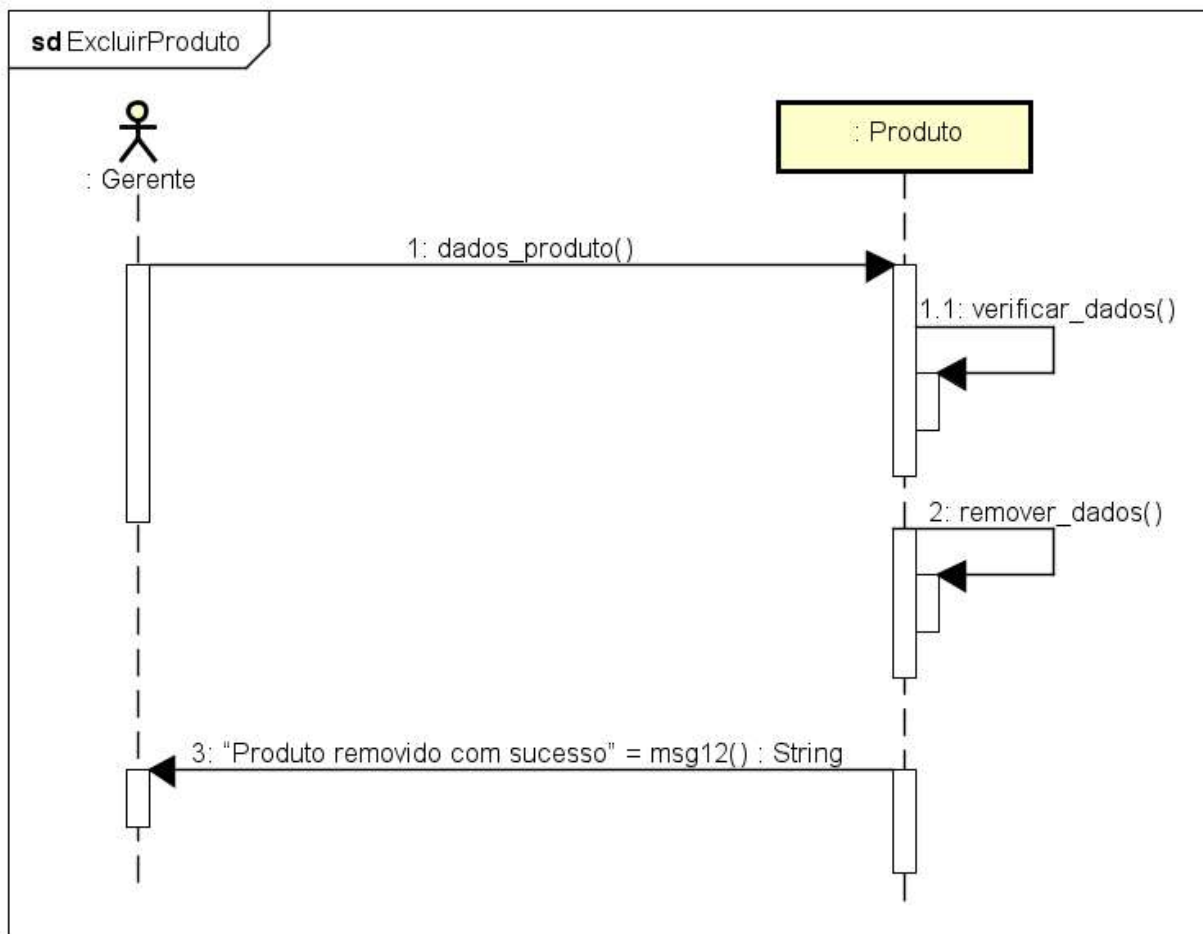 sd ExcluirProduto
: Gerente
: Produto
1: dados_produto()
1.1: verificar_dados()
2: remover_dados()
3: “Produto removido com sucesso” = msg12() : String